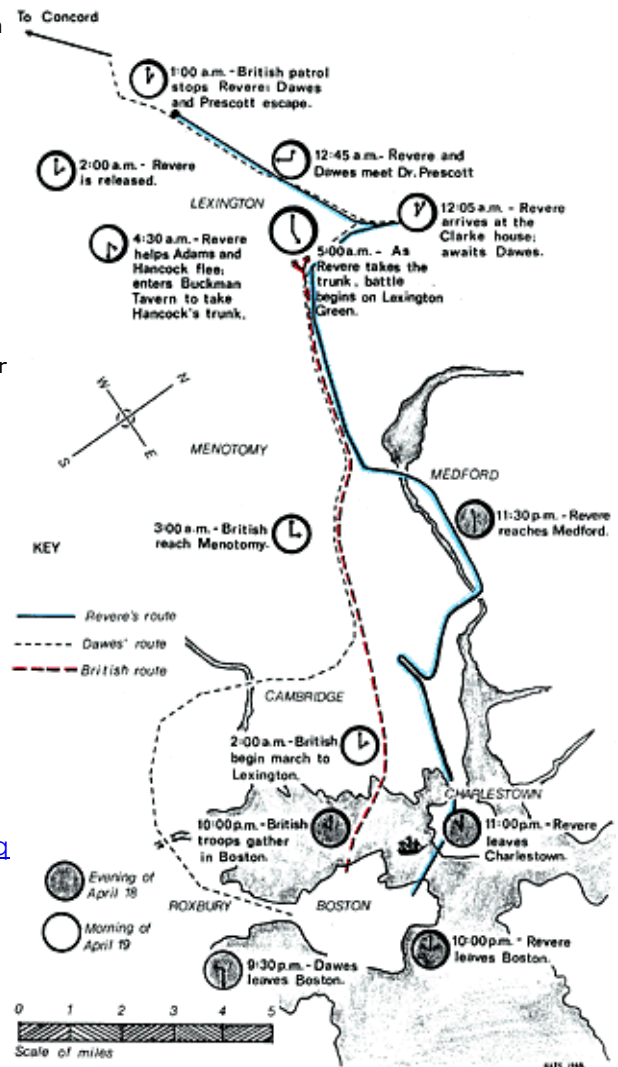 To Concord
1:00 a.m. - British patrol
stops Revere: Dawes
and Prescott escape.
12:45 a.m. - Revere and
Dawes meet Dr. Prescott
2:00 a.m. - Revere
is released.
LEXINGTON
12:05 a.m. - Revere
arrives at the
Clarke house;
awaits Dawes.
4:30 a.m. - Revere
helps Adams and
Hancock flee;
enters Buckman
Tavern to take
Hancock's trunk.
5:00 a.m. - As
Revere takes the
trunk, battle
begins on Lexington
Green.
r
W
N
S
E
MENOTOMY
MEDFORD
11:30 p.m. - Revere
reaches Medford.
3:00 a.m. - British
reach Menotomy.
KEY
Revere's route
Dawes' route
British route
CAMBRIDGE
2:00 a.m. - British
begin march to
Lexington.
CHARLESTOWN
10:00 p.m. - British
troops gather
in Boston.
11:00 p.m. - Revere
leaves
Charlestown.
g
Evening of
April 18
Morning of
April 19
ROXBURY
BOSTON
9:30 p.m. - Dawes
leaves Boston.
10:00 p.m. - Revere
leaves Boston.
0 1 2 3 4 5
Scale of miles